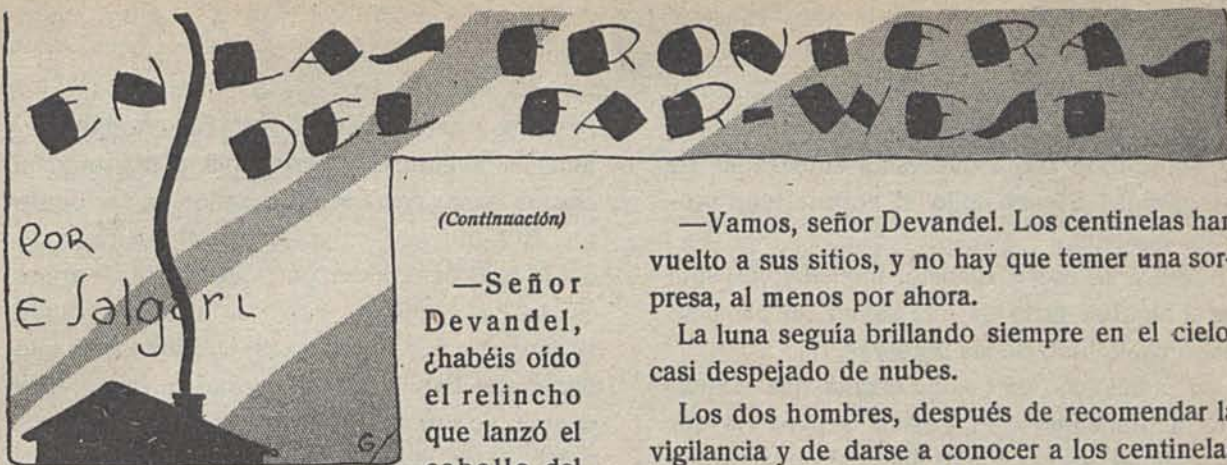 EN LAS FRONTERAS
DEL FAR-WEST
POR
E Salgari
(Continuación)
—Señor
Devandel,
¿habéis oído
el relincho
que lanzó el
caballo del
—Vamos, señor Devandel. Los centinelas han
vuelto a sus sitios, y no hay que temer una sor-
presa, al menos por ahora.
La luna seguía brillando siempre en el cielo,
casi despejado de nubes.
Los dos hombres, después de recomendar l
vigilancia y de darse a conocer a los centinela
G/